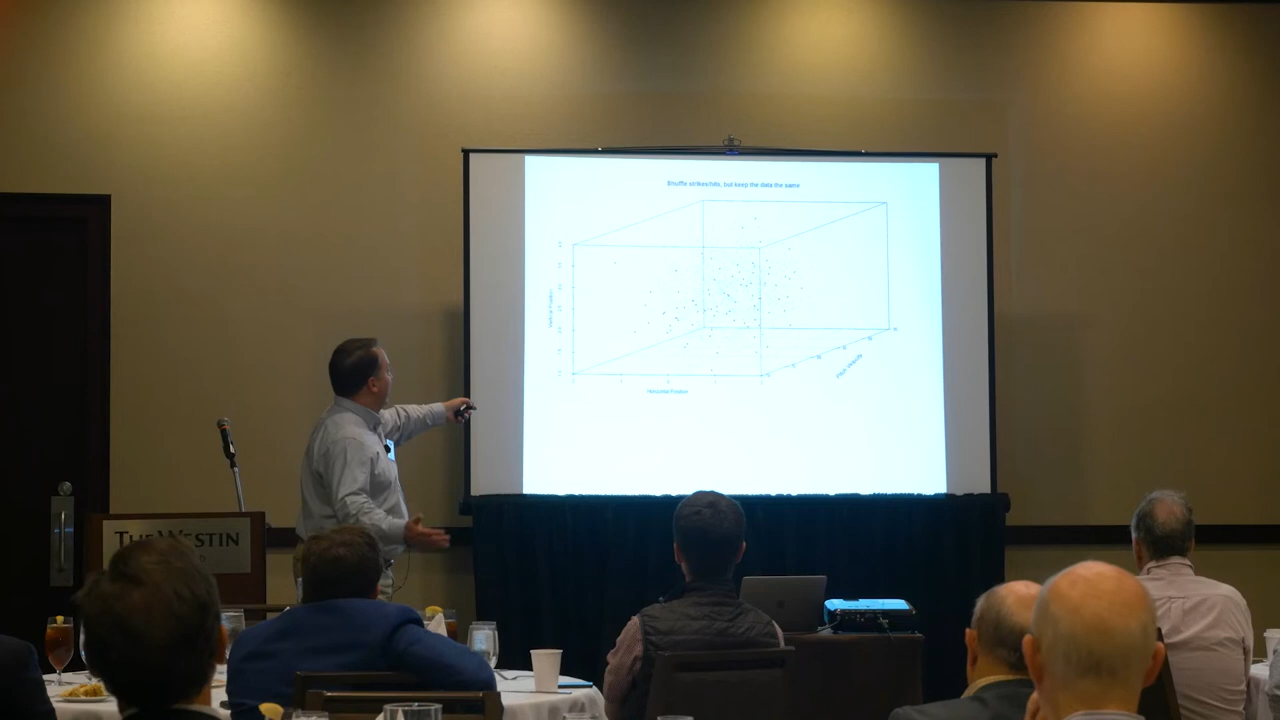 Shuffle strikes/hits, but keep the data the same
Vertical Position
Horizontal Position
Pitch Velocity
THE WESTIN